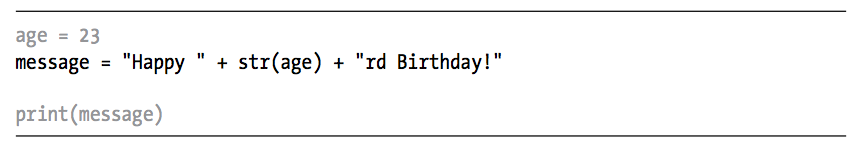 age = 23
message = "Happy " + str(age) + "rd Birthday!"
print(message)